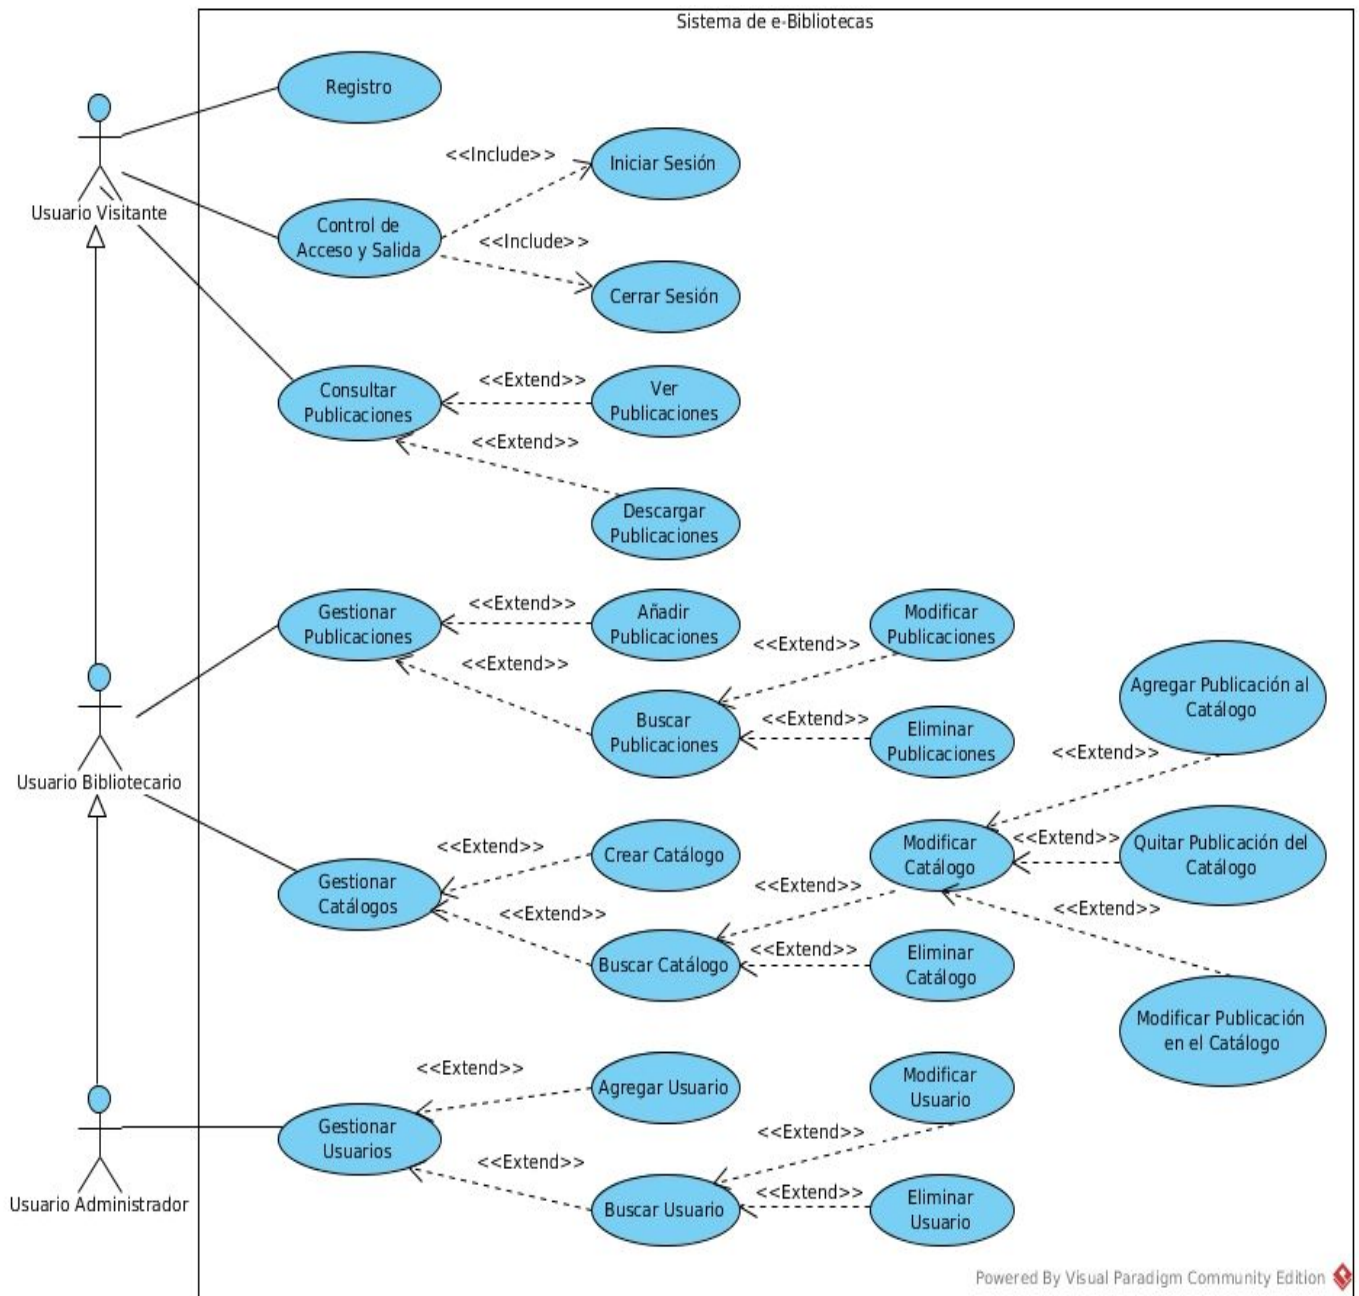 Sistema de e-Bibliotecas
Registro
<<Include>>
Iniciar Sesión
Usuario Visitante
Control de
Acceso y Salida
<<Include>>
Cerrar Sesión
Consultar
Publicaciones
<<Extend>>
Ver
Publicaciones
<<Extend>>
Descargar
Publicaciones
Gestionar
Publicaciones
<<Extend>>
Añadir
Publicaciones
Modificar
Publicaciones
<<Extend>>
<<Extend>>
Buscar
Publicaciones
<<Extend>>
Eliminar
Publicaciones
Agregar Publicación al
Catálogo
<<Extend>>
Usuario Bibliotecario
<<Extend>>
Crear Catálogo
Modificar
Catálogo
<<Extend>>
Quitar Publicación del
Catálogo
Gestionar
Catálogos
<<Extend>>
<<Extend>>
<<Extend>>
Buscar Catálogo
<<Extend>>
Eliminar
Catálogo
Modificar Publicación
en el Catálogo
<<Extend>>
Agregar Usuario
Modificar
Usuario
Gestionar
Usuarios
<<Extend>>
<<Extend>>
Buscar Usuario
<<Extend>>
Eliminar
Usuario
Usuario Administrador
Powered By Visual Paradigm Community Edition